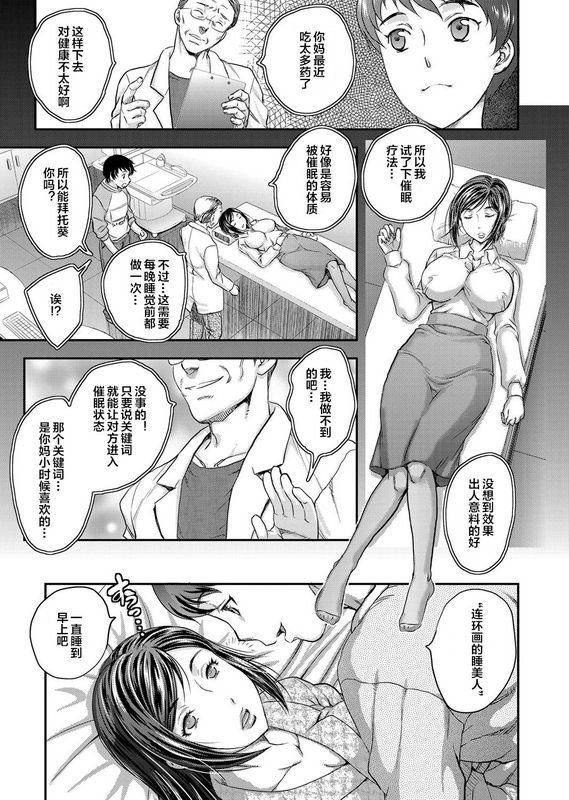 你妈最近
吃太多药了
这样下去
对健康不太好啊
所以我
试了下催眠
疗法…
好像是容易
被催眠的体质
不过…这需要
每晚睡觉前都
做一次…
所以能拜托葵
你吗？
诶!?
没想到效果
出人意料的好
我…我做不到
的吧…
没事的！
只要说关键词
就能让对方进入
催眠状态
那个关键词…
是你妈小时候喜欢的…
“连环画的睡美人”
一直睡到
早上吧